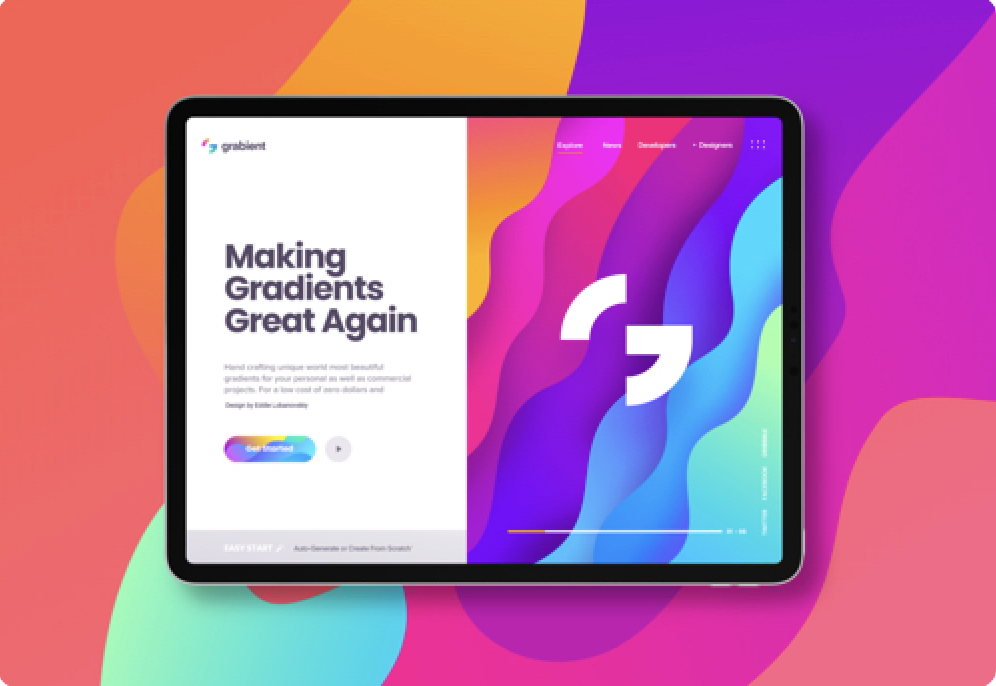 grabient
Explore News Developers Designers
Making
Gradients
Great Again
Hand crafting unique world most beautiful
gradients for your personal as well as commercial
projects. For a low cost of zero dollars and
Design by Eddie Lobanovskiy
Get Started
EASY START
Auto-Generate or Create From Scratch
DRIBBBLE
FACEBOOK
TWITTER